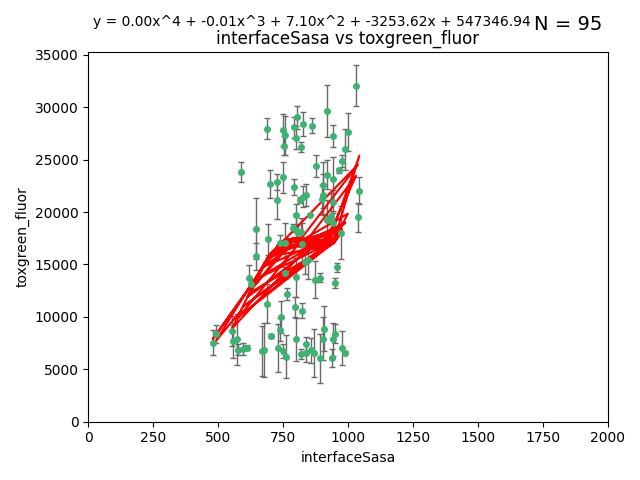 y = 0.00x^4 + -0.01x^3 + 7.10x^2 + -3253.62x + 547346.94 N = 95
interfaceSasa vs toxgreen_fluor
35000
30000
25000
20000
15000
10000
5000
0
toxgreen_fluor
0 250 500 750 1000 1250 1500 1750 2000
interfaceSasa